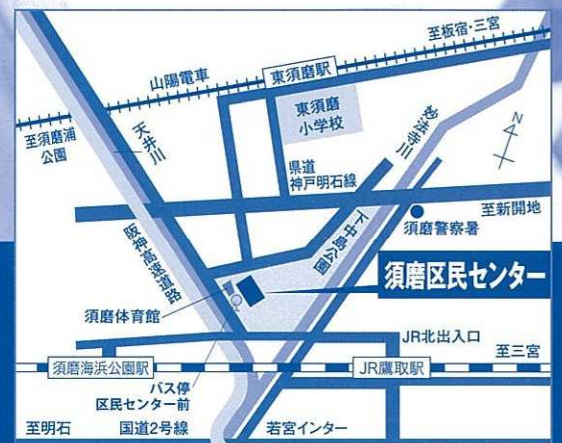 至板宿・三宮
山陽電車
東須磨駅
至須磨浦
公園
天井川
東須磨
小学校
妙法寺川
N
県道
神戸明石線
至新開地
須磨警察署
阪神高速道路
下中島公園
須磨区民センター
須磨体育館
JR北出入口
至三宮
須磨海浜公園駅
JR鷹取駅
バス停
区民センター前
至明石
国道2号線
若宮インター